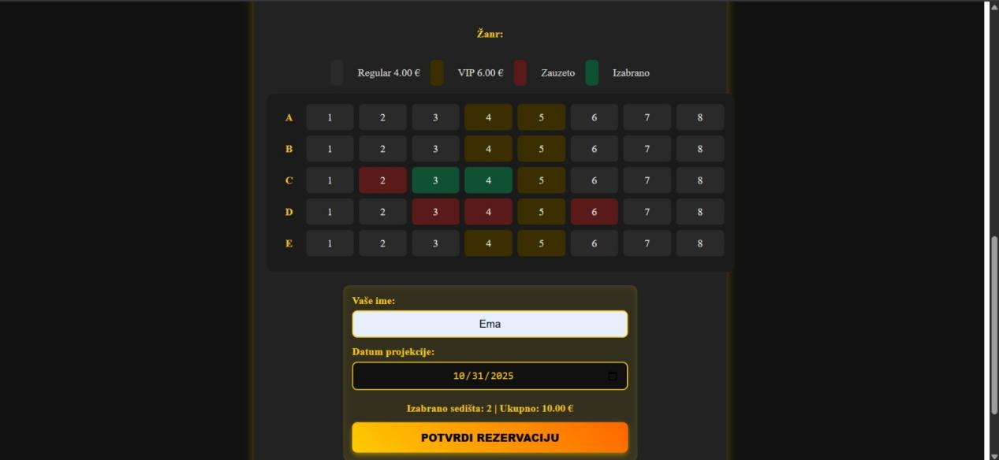 Žanr:
Regular 4.00 € VIP 6.00 € Zauzeto Izabrano
A 1 2 3 4 5 6 7 8
B 1 2 3 4 5 6 7 8
C 1 2 3 4 5 6 7 8
D 1 2 3 4 5 6 7 8
E 1 2 3 4 5 6 7 8
Vaše ime:
Ema
Datum projekcije:
10/31/2025
Izabrano sedišta: 2 | Ukupno: 10.00 €
POTVRDI REZERVACIJU